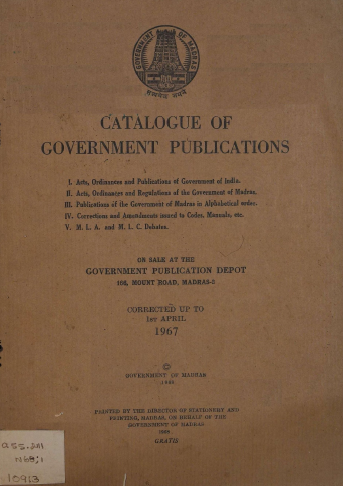 GOVERNMENT OF MADRAS
सत्यमेव जयते
CATALOGUE OF
GOVERNMENT PUBLICATIONS
I. Acts, Ordinances and Publications of Government of India.
II. Acts, Ordinances and Regulations of the Government of Madras.
III. Publications of the Government of Madras in Alphabetical order.
IV. Corrections and Amendments issued to Codes, Manuals, etc.
V. M. L. A. and M. L. C. Debates.
ON SALE AT THE
GOVERNMENT PUBLICATION DEPOT
MOUNT ROAD, MADRAS-2
CORRECTED UP TO
1ST APRIL
1967
©
GOVERNMENT OF MADRAS
PRINTED BY THE DIRECTOR OF STATIONERY AND
PRINTING, MADRAS, ON BEHALF OF THE
GOVERNMENT OF MADRAS
GRATIS
10913